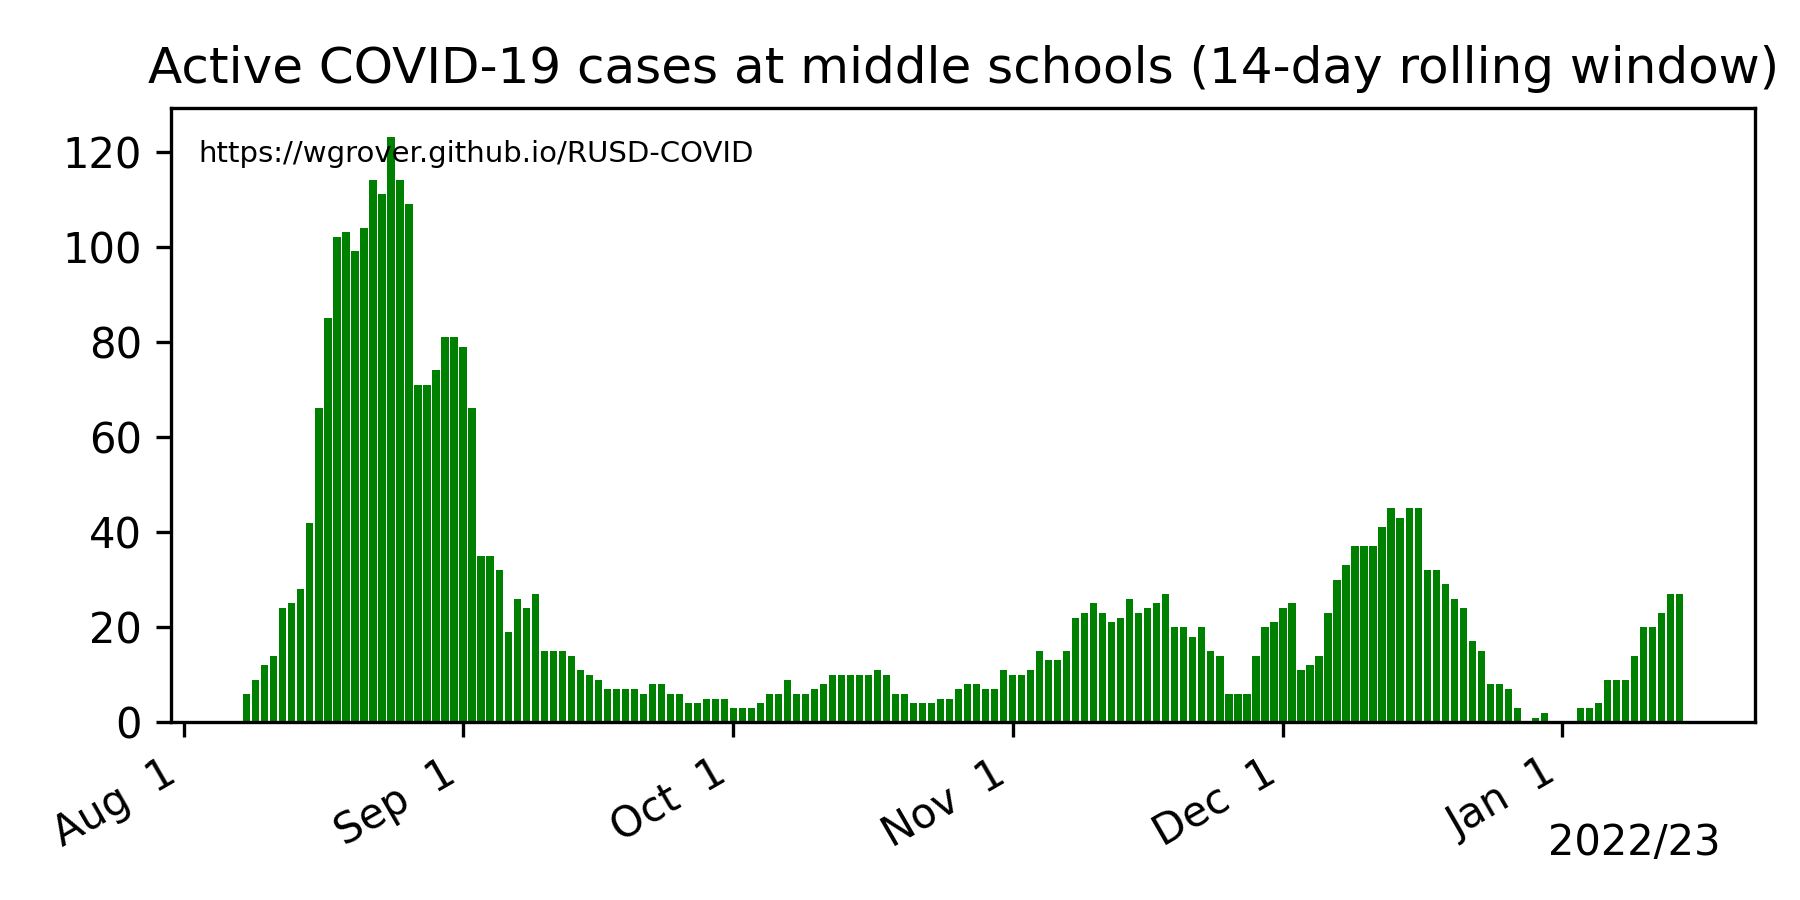 Active COVID-19 cases at middle schools (14-day rolling window)
https://wgrover.github.io/RUSD-COVID
120
100
80
60
40
20
0
Aug 1
Sep 1
Oct 1
Nov 1
Dec 1
Jan 1
2022/23